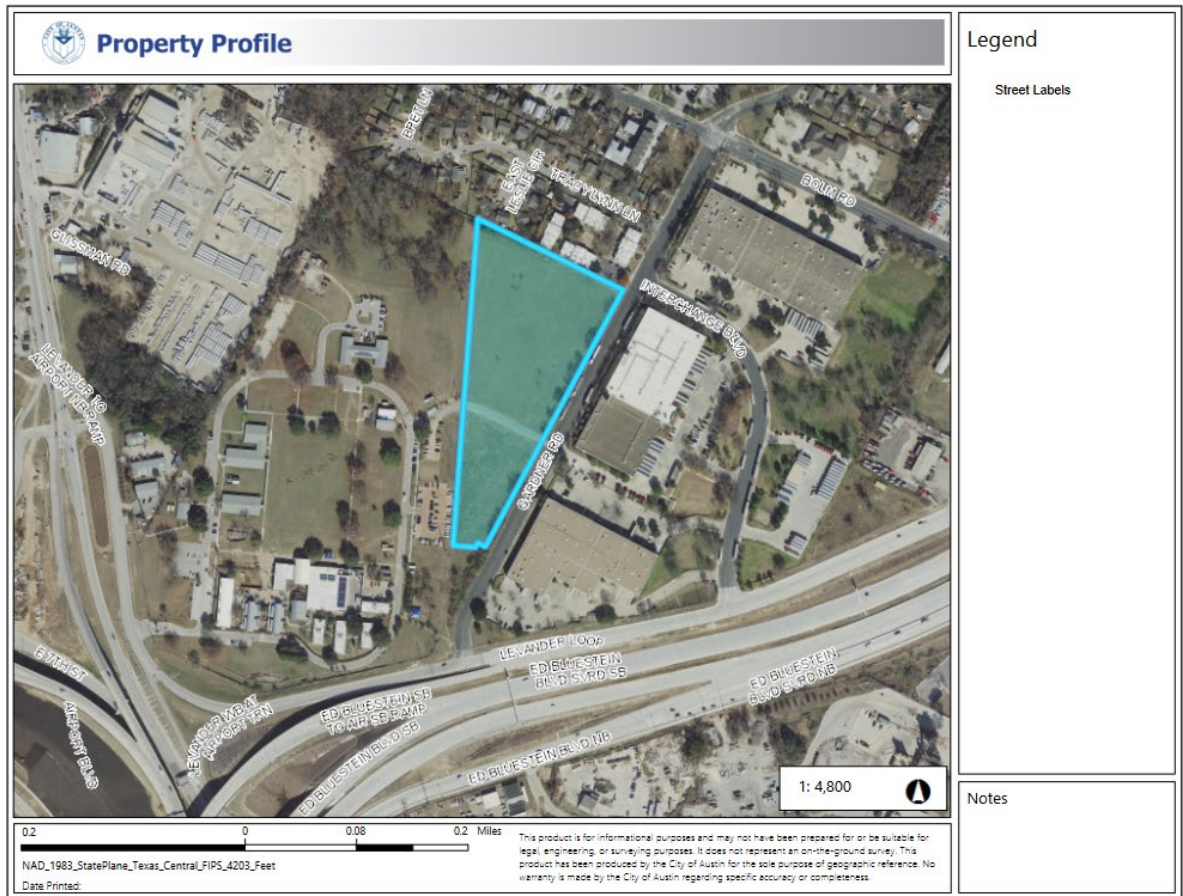 Property Profile
Legend
Street Labels
BRET LN
EAST
LESLIE CIR
TRACY LYNN LN
BOLM RD
GLISSMAN RD
INTERCHANGE BLVD
LEVANDER TO
AIRPORT NB RAMP
GARDNER RD
LEVANDER LOOP
E 7TH ST
ED BLUESTEIN
BLVD SVRD SB
ED BLUESTEIN
BLVD SVRD NB
AIRPORT BLVD
LEVANDER WB AT
AIRPORT TRN
ED BLUESTEIN SB
TO AIR SB RAMP
ED BLUESTEIN BLVD SB
ED BLUESTEIN BLVD NB
1: 4,800
Notes
0.2 0 0.08 0.2 Miles
NAD_1983_StatePlane_Texas_Central_FIPS_4203_Feet
Date Printed:
This product is for informational purposes and may not have been prepared for or be suitable for
legal, engineering, or surveying purposes. It does not represent an on-the-ground survey. This
product has been produced by the City of Austin for the sole purpose of geographic reference. No
warranty is made by the City of Austin regarding specific accuracy or completeness.